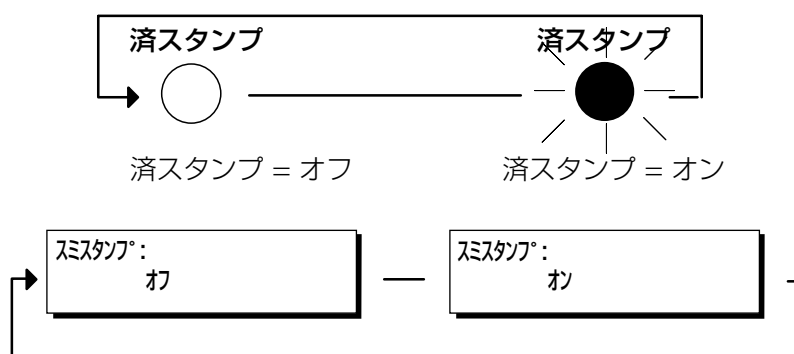 済スタンプ 済スタンプ
済スタンプ = オフ 済スタンプ = オン
ｽﾐｽﾀﾝﾌﾟ: ｽﾐｽﾀﾝﾌﾟ:
ｵﾌ ｵﾝ